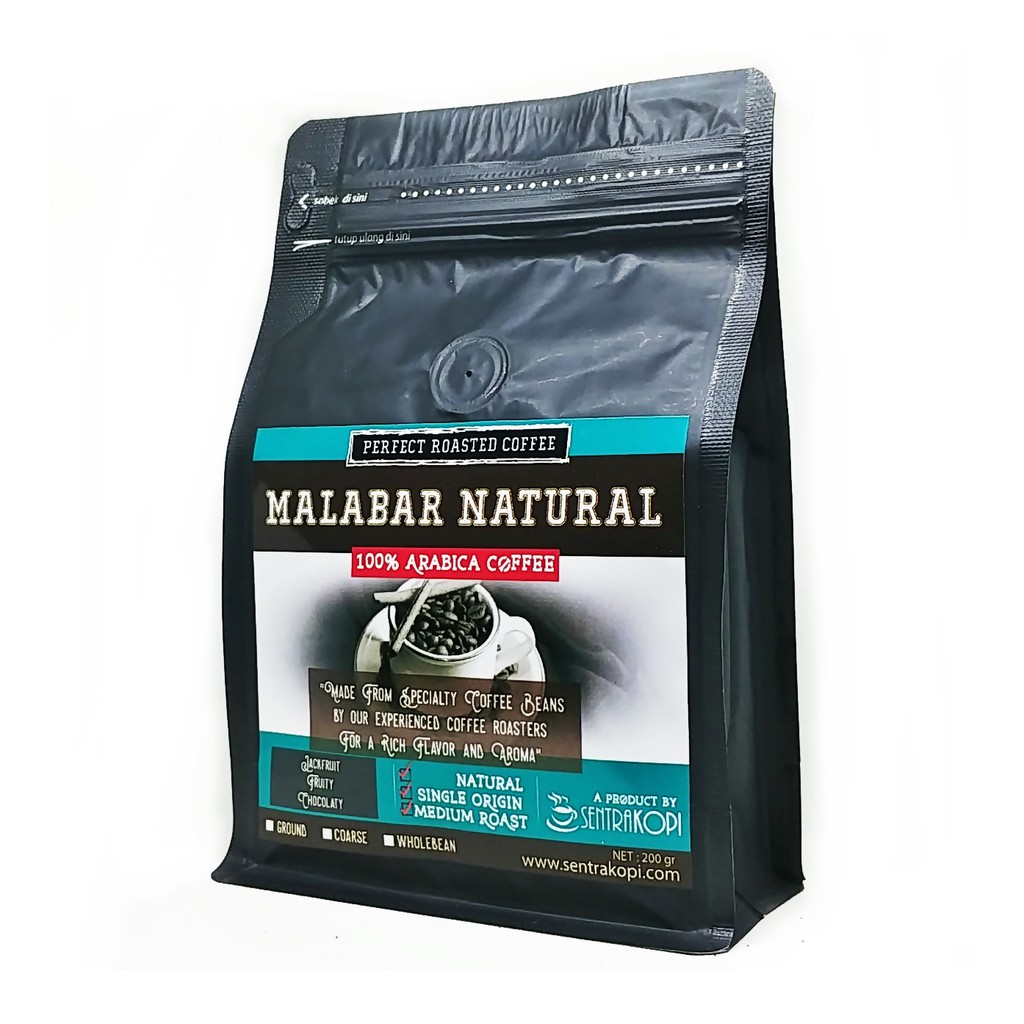 sobek di sini
tutup ulang di sini
PERFECT ROASTED COFFEE
MALABAR NATURAL
100% ARABICA COFFEE
"MADE FROM SPECIALTY COFFEE BEANS
BY OUR EXPERIENCED COFFEE ROASTERS
FOR A RICH FLAVOR AND AROMA"
JACKFRUIT
FRUITY
CHOCOLATY
NATURAL
SINGLE ORIGIN
MEDIUM ROAST
A PRODUCT BY
SENTRAKOPI
GROUND COARSE WHOLEBEAN
NET : 200 gr
www.sentrakopi.com